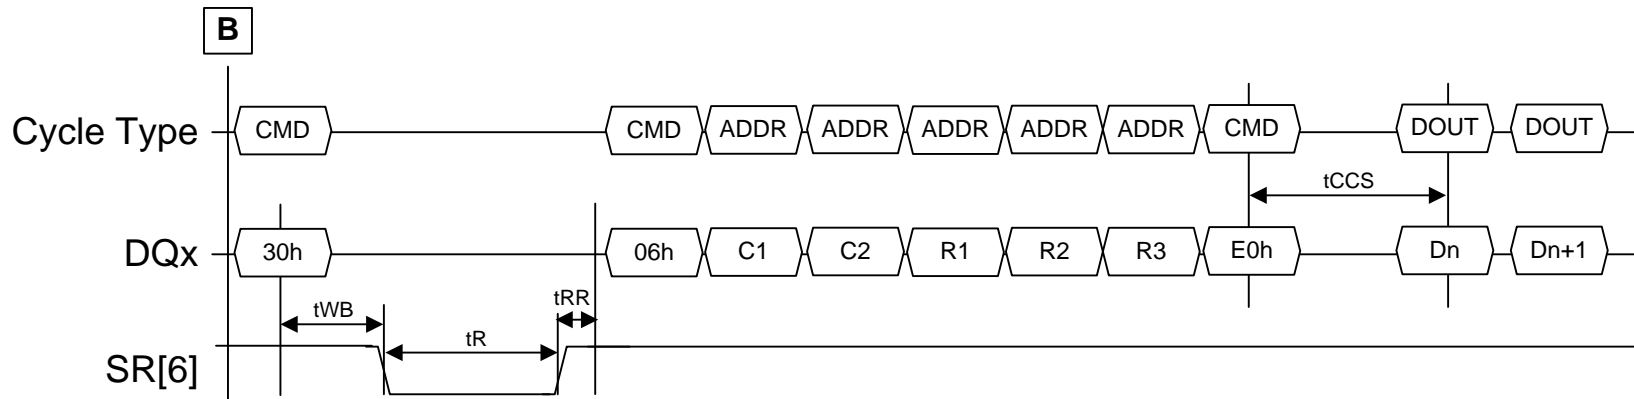 B
Cycle Type CMD CMD ADDR ADDR ADDR ADDR ADDR CMD DOUT DOUT
tCCS
DQx 30h 06h C1 C2 R1 R2 R3 E0h Dn Dn+1
tWB tR tRR
SR[6]